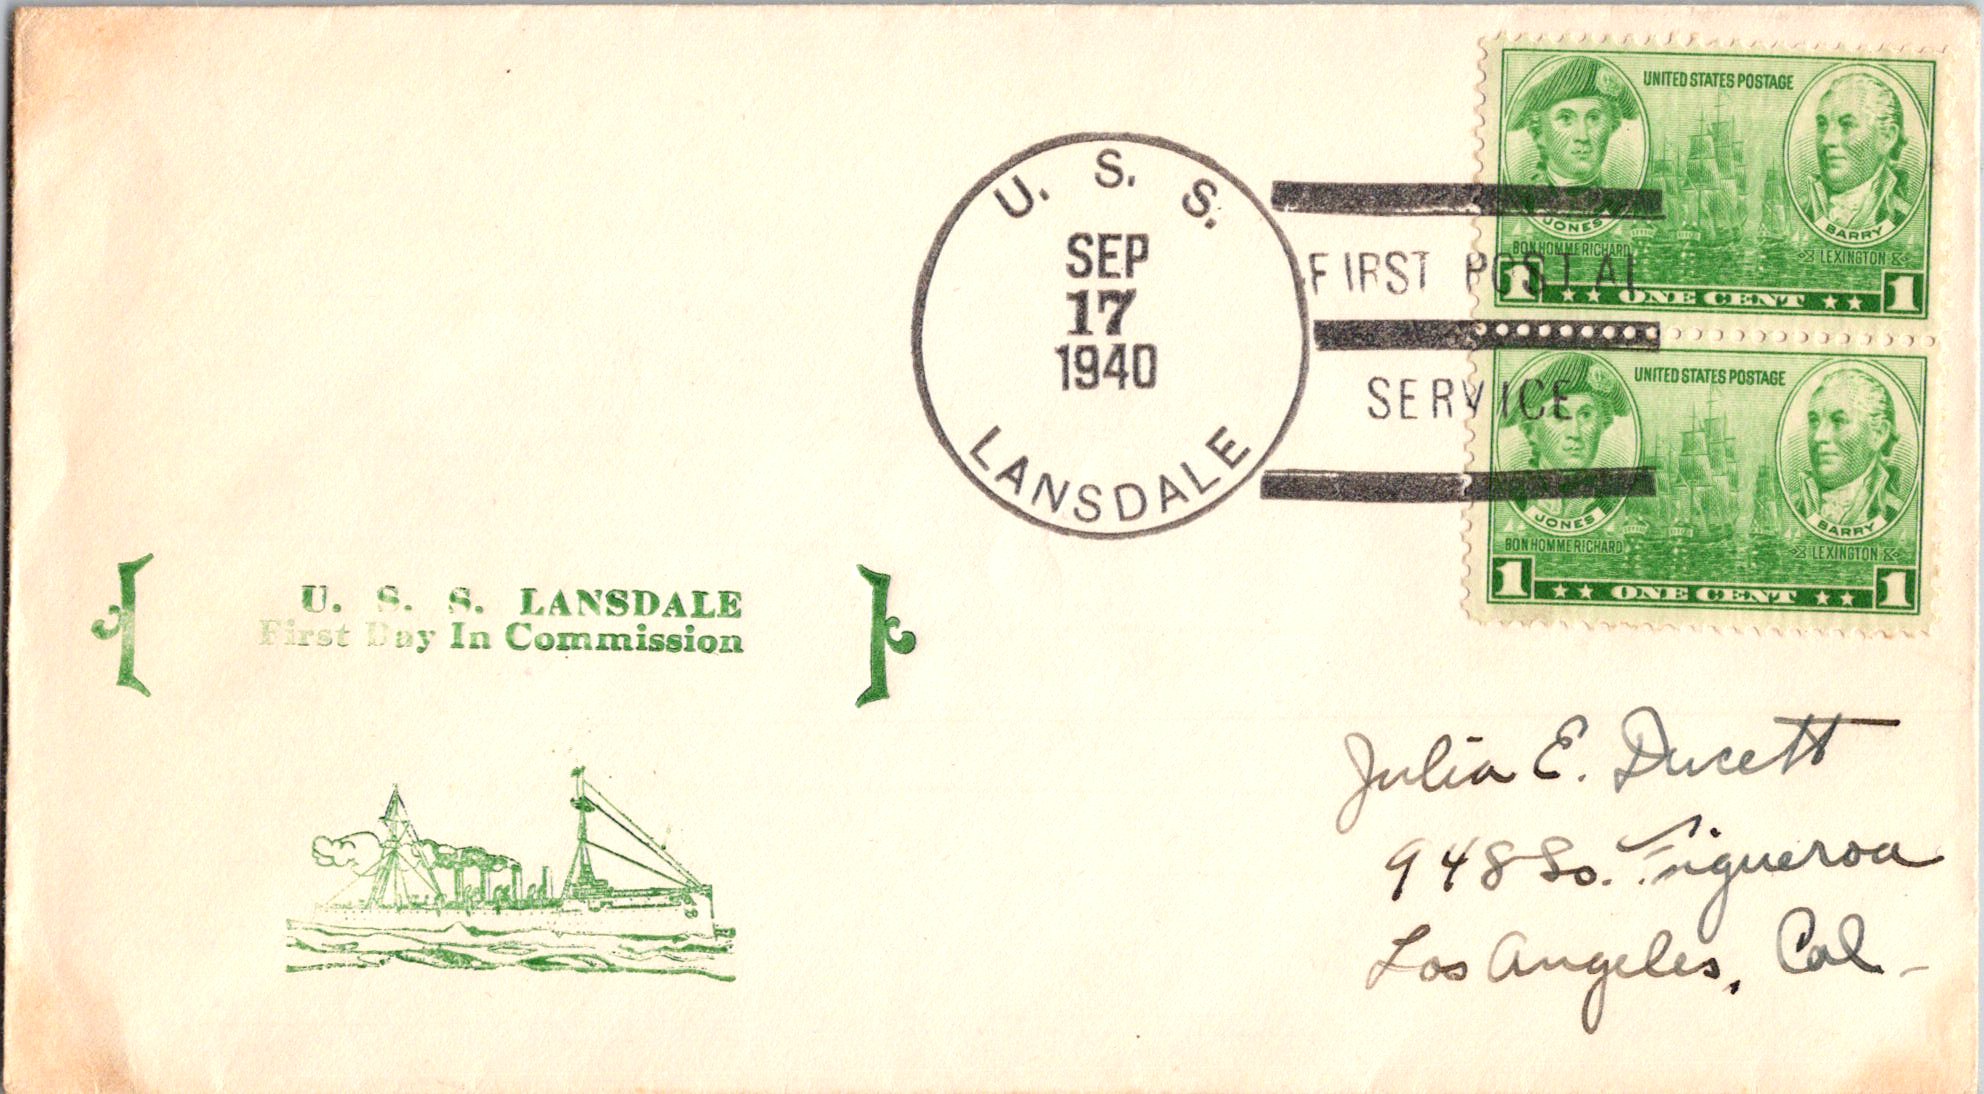 U. S. S.
SEP
17
1940
LANSDALE
FIRST POSTAL
SERVICE
UNITED STATES POSTAGE
JONES
BARRY
BON HOMME RICHARD
LEXINGTON
1 ONE CENT 1
UNITED STATES POSTAGE
JONES
BARRY
BON HOMME RICHARD
LEXINGTON
1 ONE CENT 1
U. S. S. LANSDALE
First Day In Commission
Julia E. Ducett
948 So. Figueroa
Los Angeles, Cal-